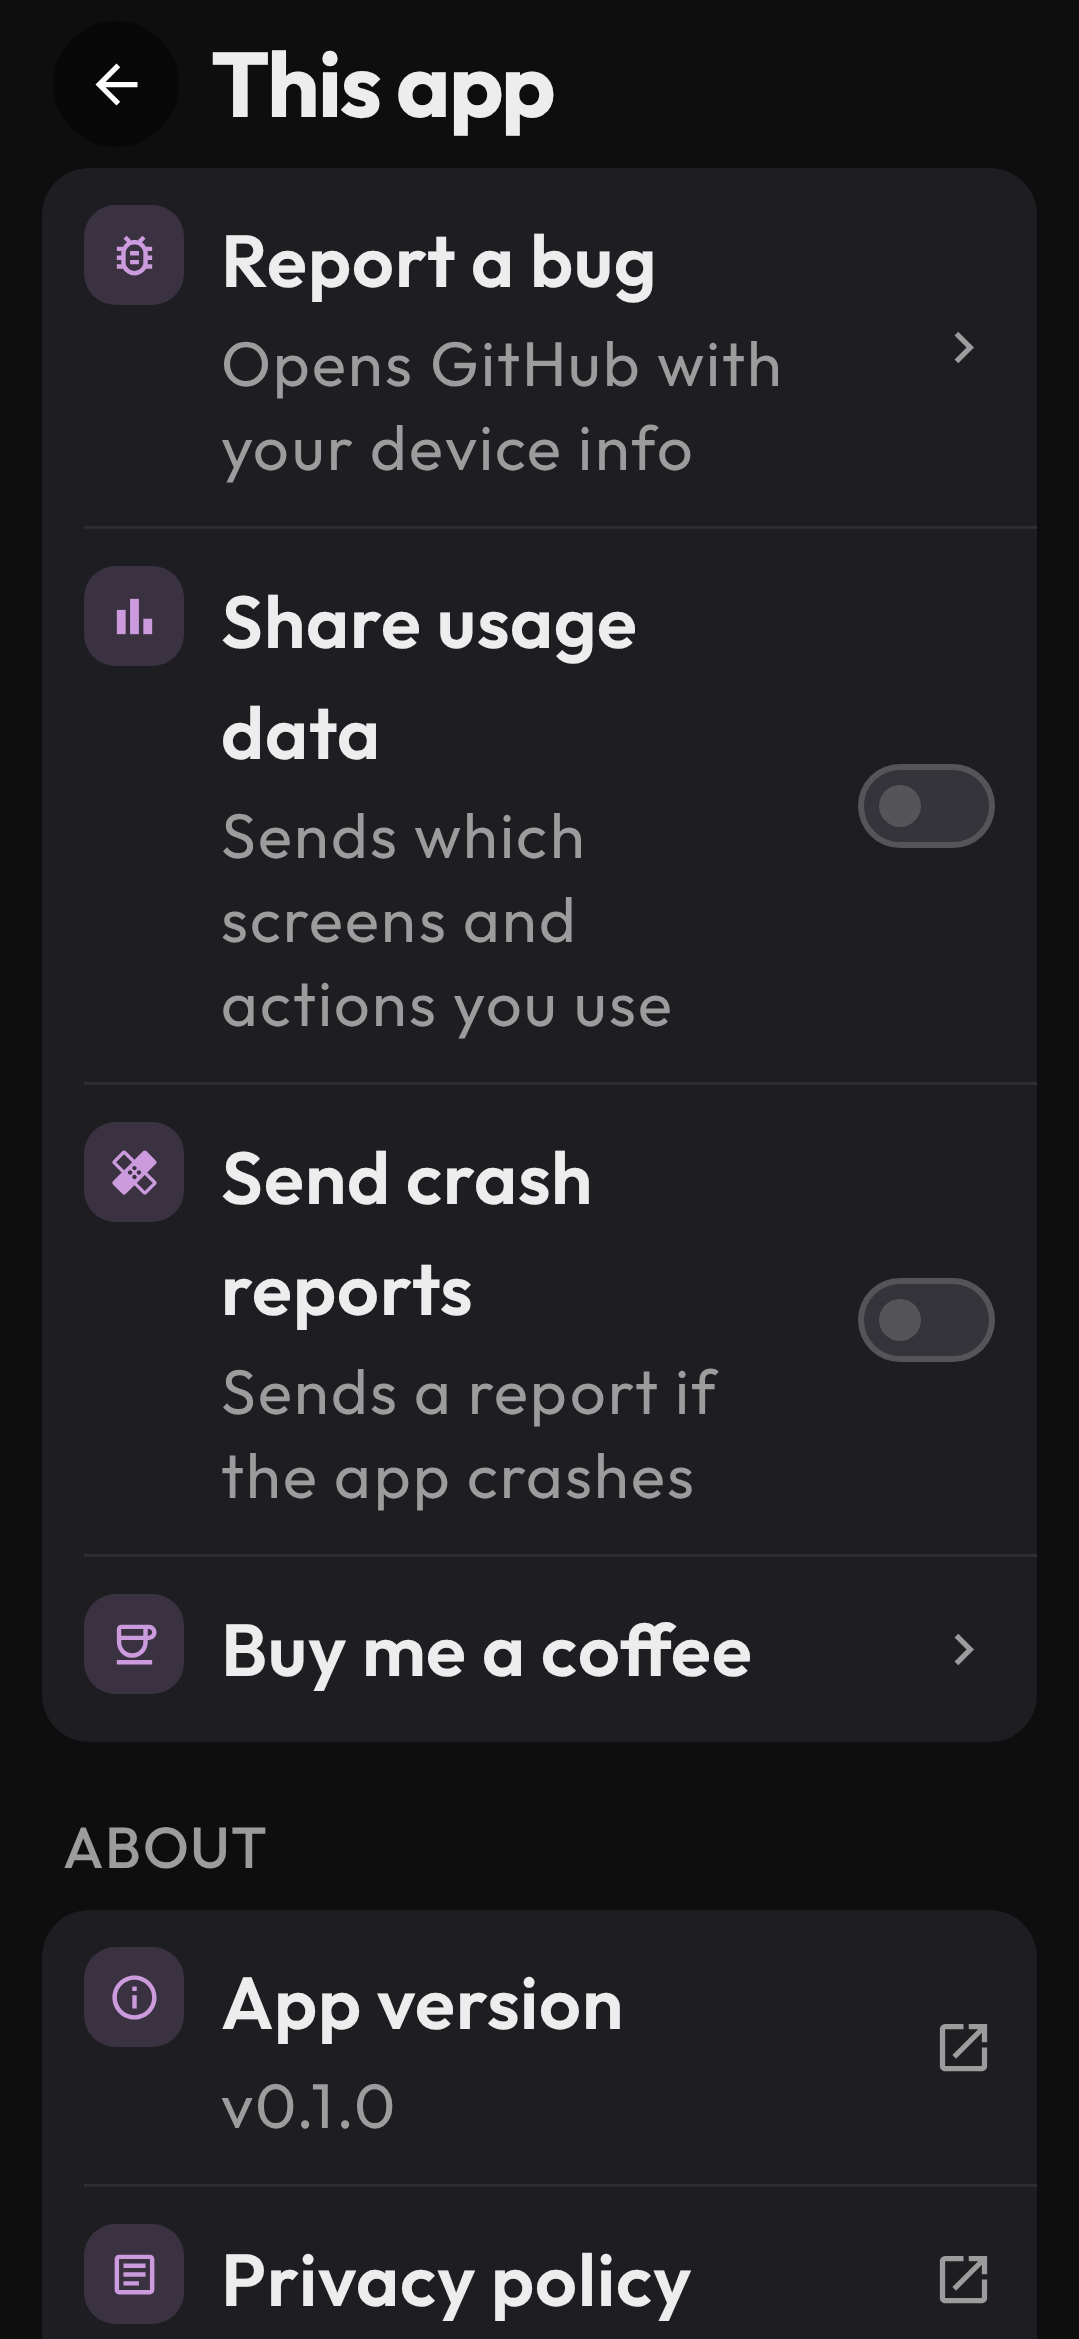 This app
Report a bug
Opens GitHub with
your device info
Share usage
data
Sends which
screens and
actions you use
Send crash
reports
Sends a report if
the app crashes
Buy me a coffee
ABOUT
App version
v0.1.0
Privacy policy